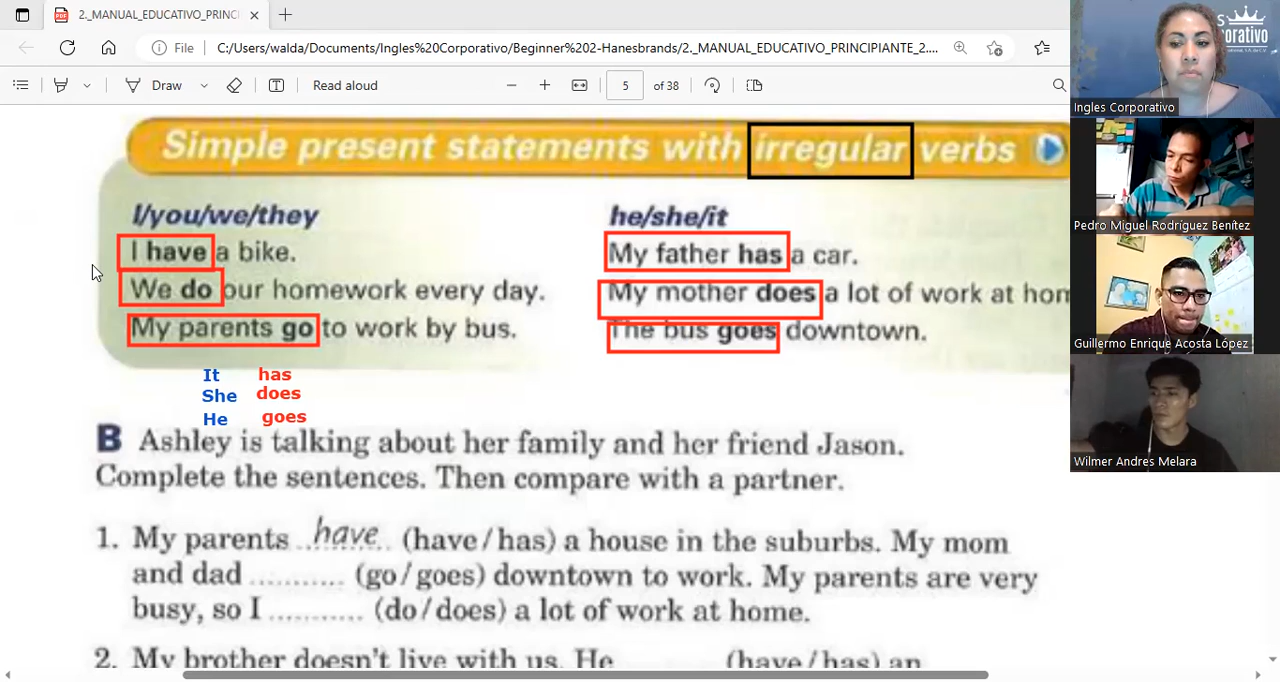 2._MANUAL_EDUCATIVO_PRINCI
File C:/Users/walda/Documents/Ingles%20Corporativo/Beginner%202-Hanesbrands/2._MANUAL_EDUCATIVO_PRINCIPIANTE_2....
Draw Read aloud 5 of 38
Simple present statements with irregular verbs
I/you/we/they he/she/it
I have a bike. My father has a car.
We do our homework every day. My mother does a lot of work at hom
My parents go to work by bus. The bus goes downtown.
It has
She does
He goes
B Ashley is talking about her family and her friend Jason.
Complete the sentences. Then compare with a partner.
1. My parents have (have/has) a house in the suburbs. My mom
and dad ........... (go/goes) downtown to work. My parents are very
busy, so I ........... (do/does) a lot of work at home.
2. My brother doesn't live with us. He (have/has) an
Ingles Corporativo
Pedro Miguel Rodríguez Benítez
Guillermo Enrique Acosta López
Wilmer Andres Melara